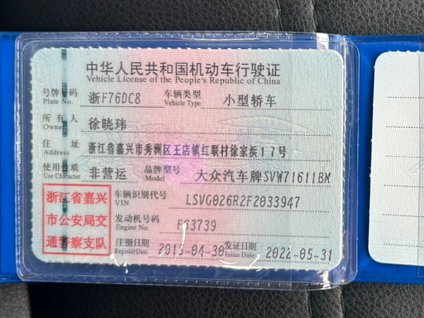 中华人民共和国机动车行驶证
Vehicle License of the People's Republic of China
号牌号码 浙F76DC8 车辆类型 小型轿车
Plate No. Vehicle Type
所有人 徐晓玮
Owner
住址 浙江省嘉兴市秀洲区王店镇红联村徐家浜17号
Address
使用性质 非营运 品牌型号 大众汽车牌SVW71611BM
Use Character Model
浙江省嘉兴市公安局交通警察支队
车辆识别代号 LSVG026R2F2033947
VIN
发动机号码
Engine No.
注册日期 发证日期 2022-05-31
Register Date Issue Date